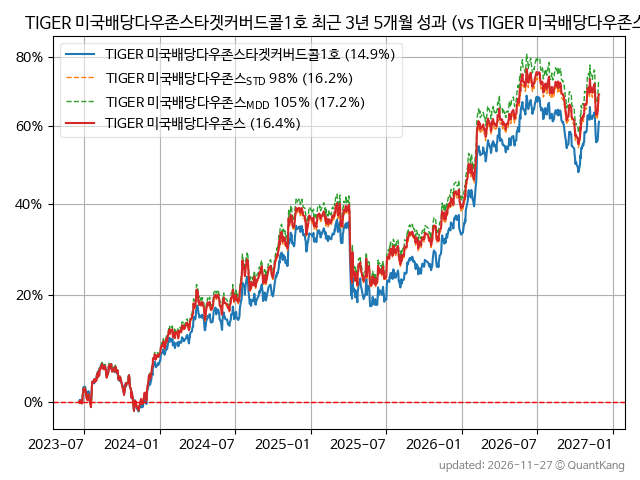 TIGER 미국배당다우존스타겟커버드콜1호 최근 3년 5개월 성과 (vs TIGER 미국배당다우존스
TIGER 미국배당다우존스타겟커버드콜1호 (14.9%)
TIGER 미국배당다우존스STD 98% (16.2%)
TIGER 미국배당다우존스MDD 105% (17.2%)
TIGER 미국배당다우존스 (16.4%)
80%
60%
40%
20%
0%
2023-07 2024-01 2024-07 2025-01 2025-07 2026-01 2026-07 2027-01
updated: 2026-11-27 © QuantKang